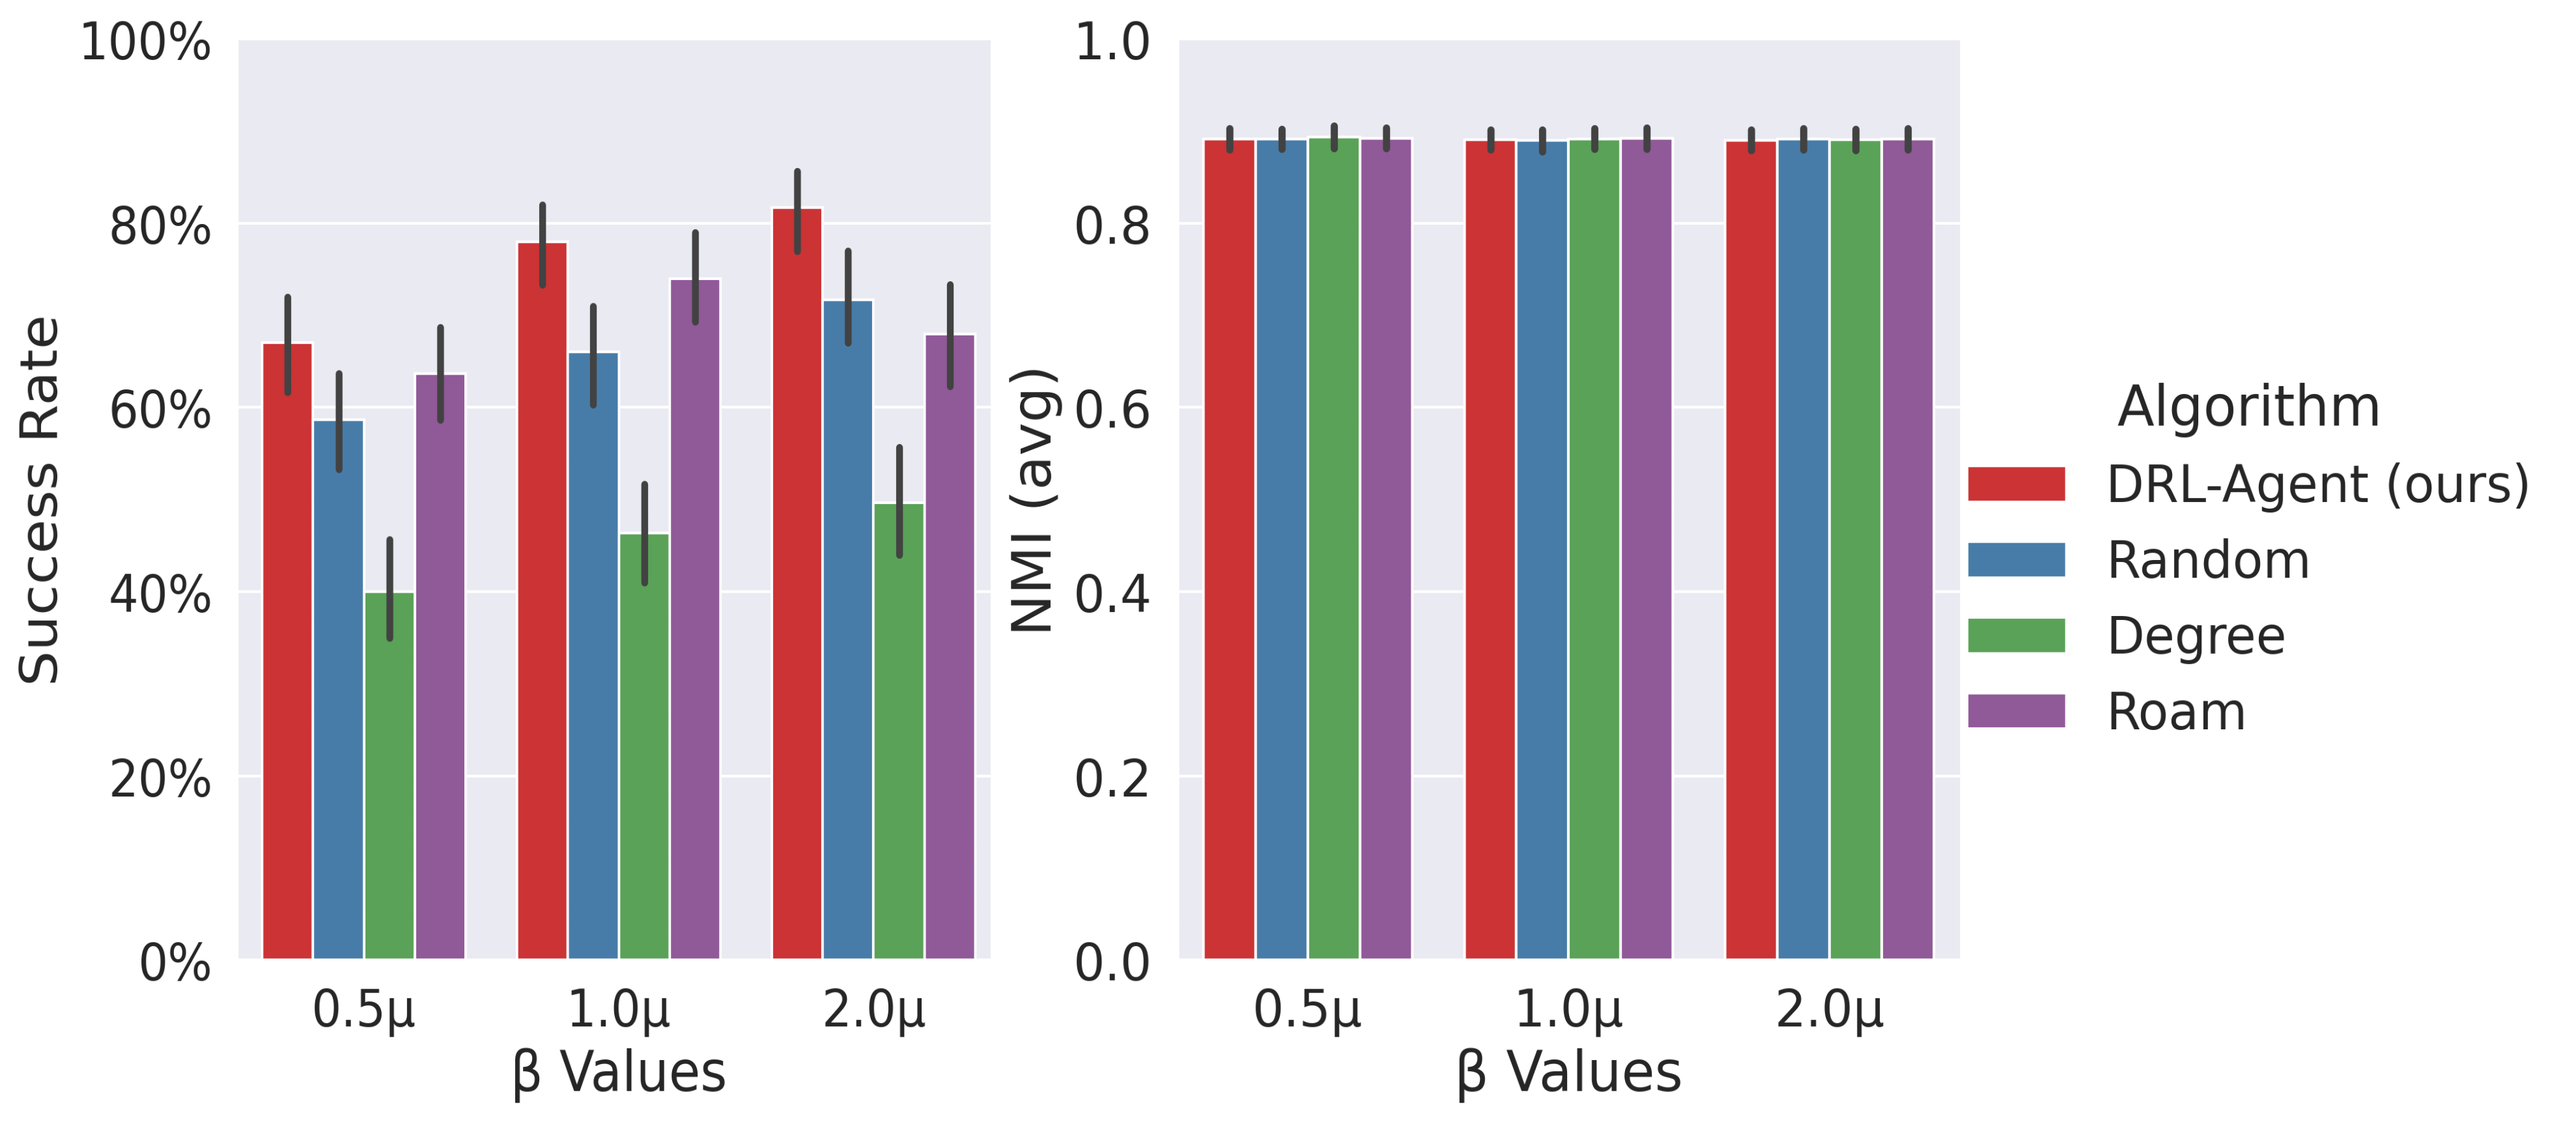 100%
80%
60%
40%
20%
0%
Success Rate
0.5μ 1.0μ 2.0μ
β Values
1.0
0.8
0.6
0.4
0.2
0.0
NMI (avg)
0.5μ 1.0μ 2.0μ
β Values
Algorithm
DRL-Agent (ours)
Random
Degree
Roam